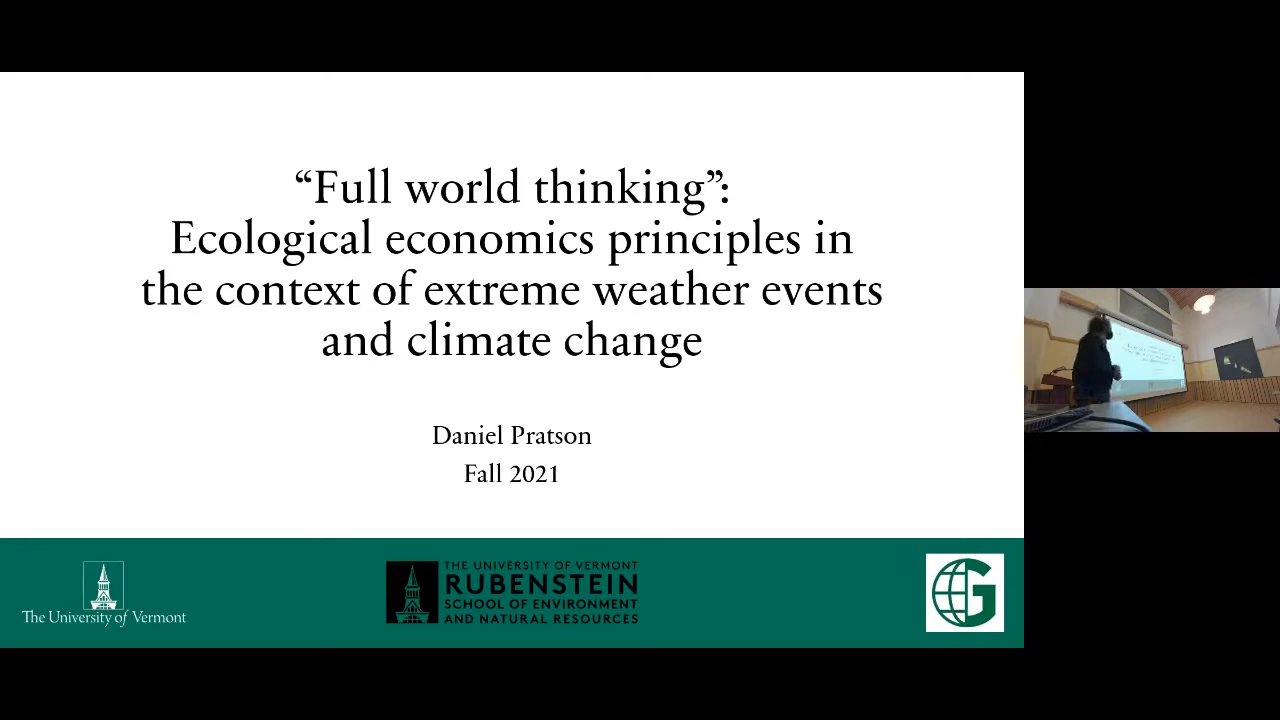 “Full world thinking”:
Ecological economics principles in
the context of extreme weather events
and climate change
Daniel Pratson
Fall 2021
The University of Vermont
THE UNIVERSITY OF VERMONT
RUBENSTEIN
SCHOOL OF ENVIRONMENT
AND NATURAL RESOURCES
G